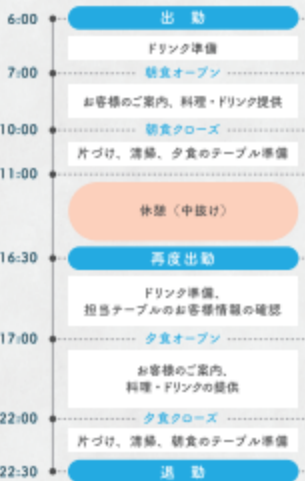 6:00 出 勤
ドリンク準備
7:00 朝食オープン
お客様のご案内、料理・ドリンク提供
10:00 朝食クローズ
片づけ、清掃、夕食のテーブル準備
11:00
休憩（中抜け）
16:30 再度出勤
ドリンク準備、
担当テーブルのお客様情報の確認
17:00 夕食オープン
お客様のご案内、
料理・ドリンクの提供
22:00 夕食クローズ
片づけ、清掃、朝食のテーブル準備
22:30 退 勤